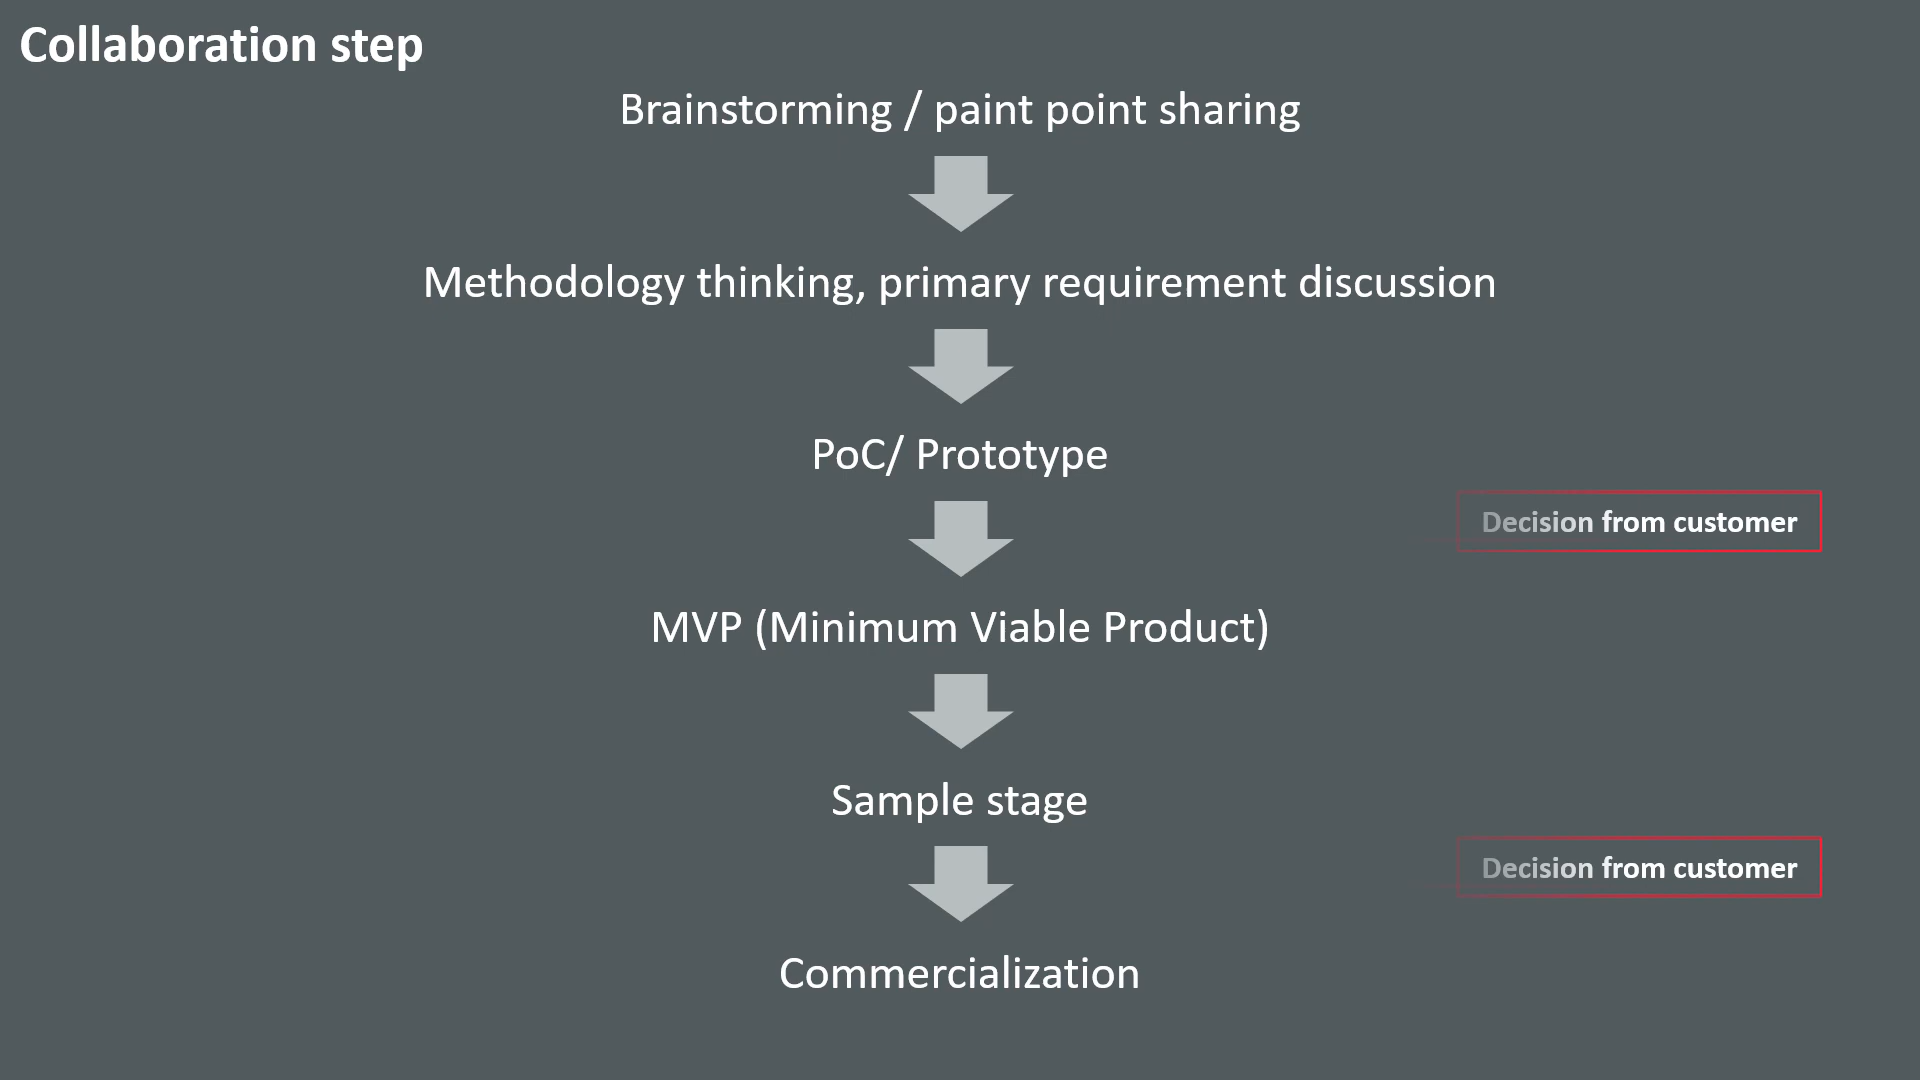 Collaboration step
Brainstorming / paint point sharing
Methodology thinking, primary requirement discussion
PoC/ Prototype
Decision from customer
MVP (Minimum Viable Product)
Sample stage
Decision from customer
Commercialization